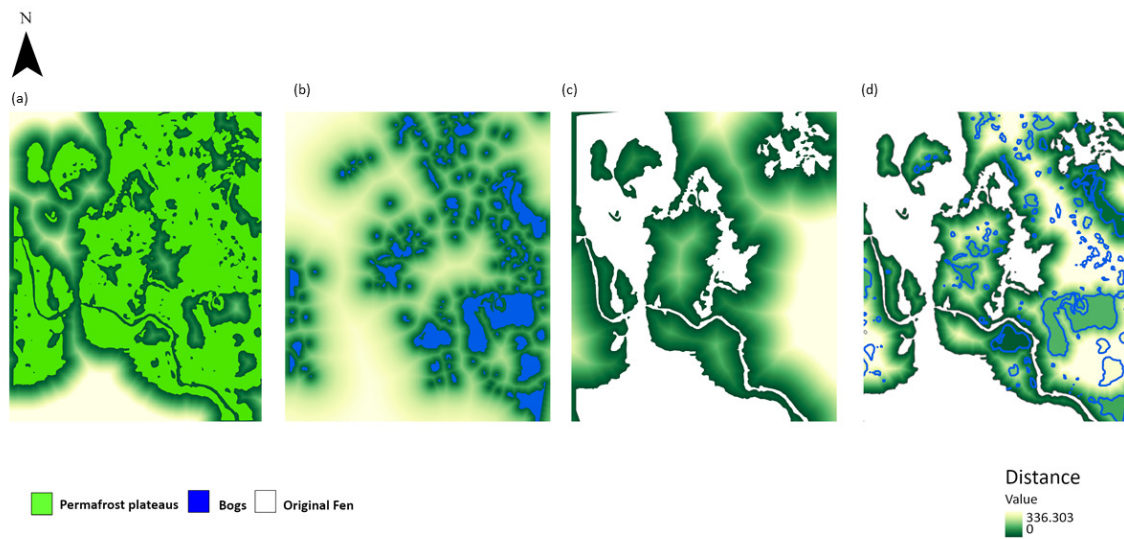 N
(a)
(b)
(c)
(d)
Permafrost plateaus
Bogs
Original Fen
Distance
Value
336.303
0